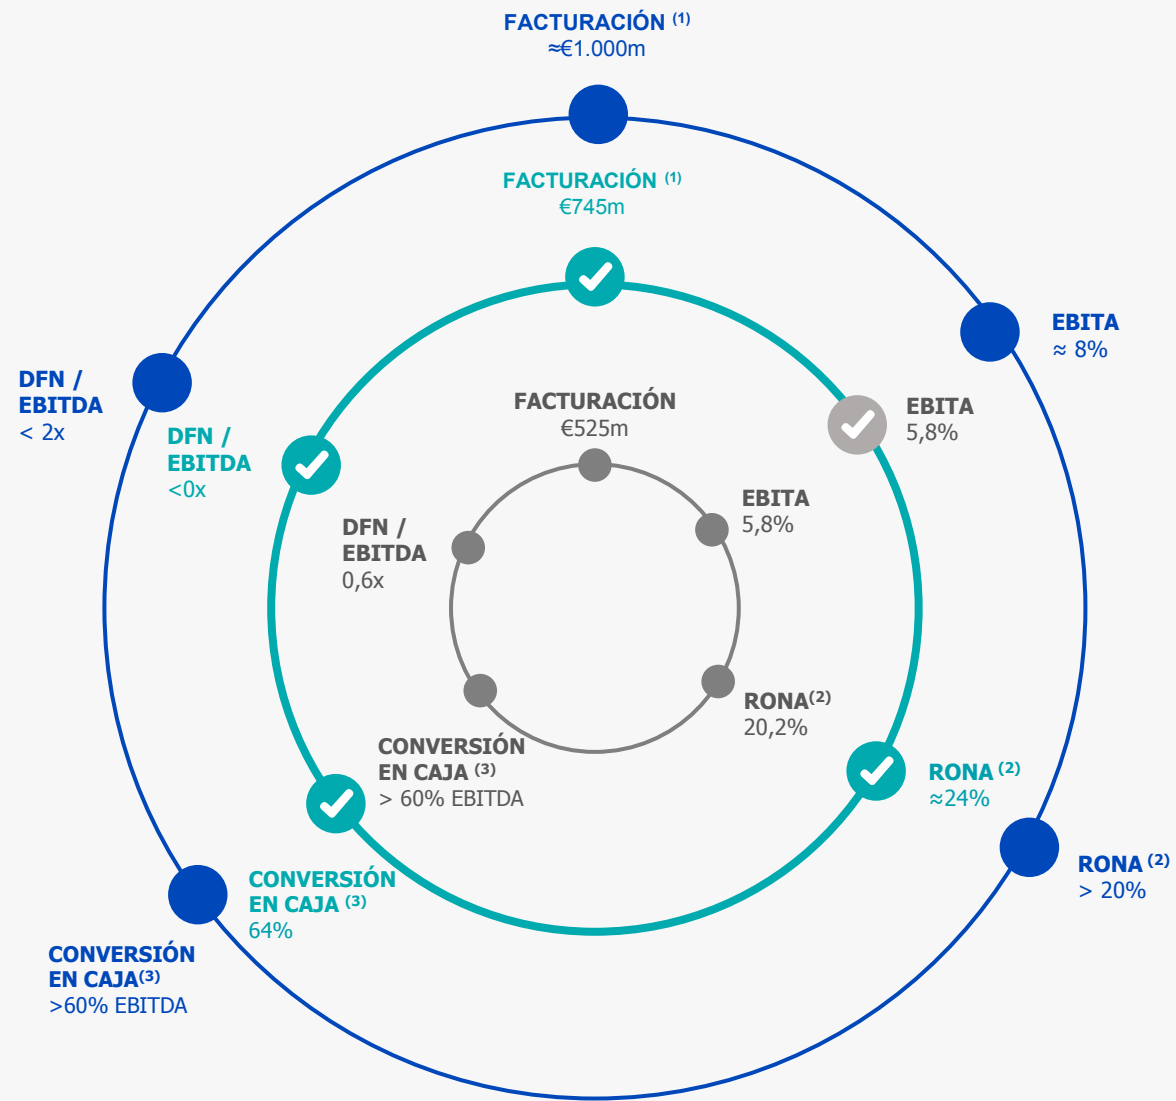 FACTURACIÓN (1)
≈€1.000m
FACTURACIÓN (1)
€745m
EBITA
≈ 8%
DFN /
EBITDA
< 2x
FACTURACIÓN
€525m
EBITA
5,8%
DFN /
EBITDA
<0x
EBITA
5,8%
DFN /
EBITDA
0,6x
RONA(2)
20,2%
CONVERSIÓN
EN CAJA (3)
> 60% EBITDA
RONA (2)
≈24%
CONVERSIÓN
EN CAJA (3)
64%
RONA (2)
> 20%
CONVERSIÓN
EN CAJA(3)
>60% EBITDA